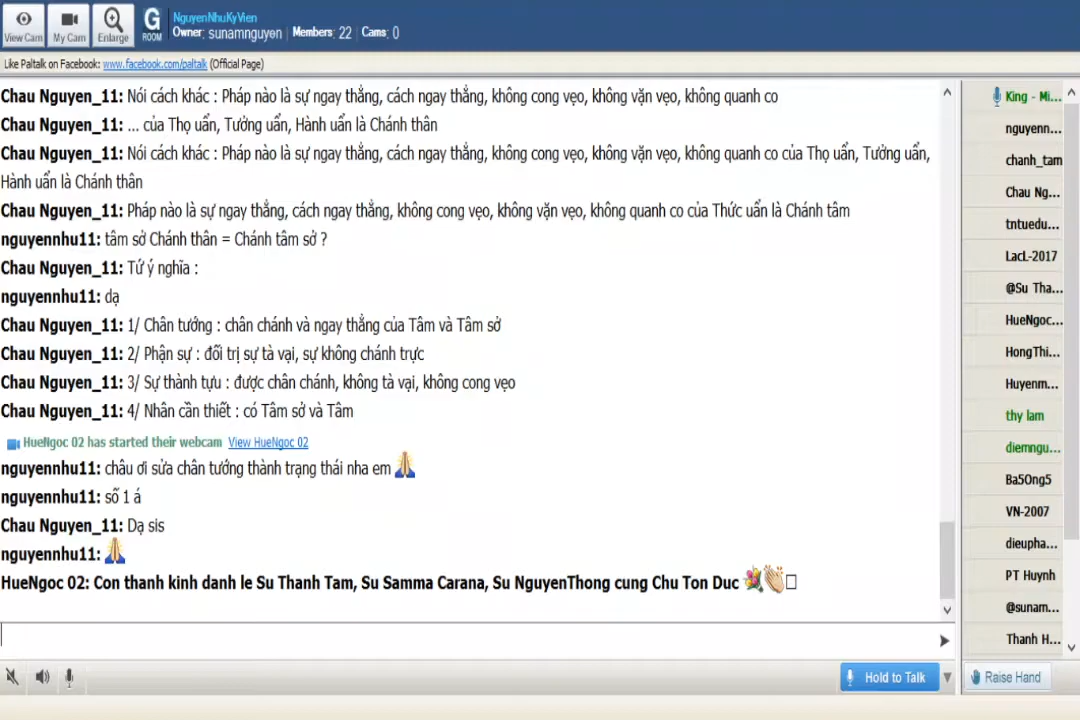 NguyenNhuKyVien
Owner: sunamnguyen | Members: 22 | Cams: 0
View Cam My Cam Enlarge G ROOM
Like Paltalk on Facebook: www.facebook.com/paltalk (Official Page)
Chau Nguyen_11: Nói cách khác : Pháp nào là sự ngay thẳng, cách ngay thẳng, không cong vẹo, không vặn vẹo, không quanh co
Chau Nguyen_11: ... của Thọ uẩn, Tưởng uẩn, Hành uẩn là Chánh thân
Chau Nguyen_11: Nói cách khác : Pháp nào là sự ngay thẳng, cách ngay thẳng, không cong vẹo, không vặn vẹo, không quanh co của Thọ uẩn, Tưởng uẩn,
Hành uẩn là Chánh thân
Chau Nguyen_11: Pháp nào là sự ngay thẳng, cách ngay thẳng, không cong vẹo, không vặn vẹo, không quanh co của Thức uẩn là Chánh tâm
nguyennhu11: tâm sở Chánh thân = Chánh tâm sở ?
Chau Nguyen_11: Tứ ý nghĩa :
nguyennhu11: dạ
Chau Nguyen_11: 1/ Chân tướng : chân chánh và ngay thẳng của Tâm và Tâm sở
Chau Nguyen_11: 2/ Phận sự : đối trị sự tà vại, sự không chánh trực
Chau Nguyen_11: 3/ Sự thành tựu : được chân chánh, không tà vại, không cong vẹo
Chau Nguyen_11: 4/ Nhân cần thiết : có Tâm sở và Tâm
HueNgoc 02 has started their webcam View HueNgoc 02
nguyennhu11: châu ơi sửa chân tướng thành trạng thái nha em 🙏
nguyennhu11: số 1 á
Chau Nguyen_11: Dạ sis
nguyennhu11: 🙏
HueNgoc 02: Con thanh kinh danh le Su Thanh Tam, Su Samma Carana, Su NguyenThong cung Chu Ton Duc 💐👏
King - Mi...
nguyenn...
chanh_tam
Chau Ng...
tntuedu...
LacL-2017
@Su Tha...
HueNgoc...
HongThi...
Huyenm...
thy lam
diemngu...
Ba5Ong5
VN-2007
dieupha...
PT Huynh
@sunam...
Thanh H...
Hold to Talk
Raise Hand